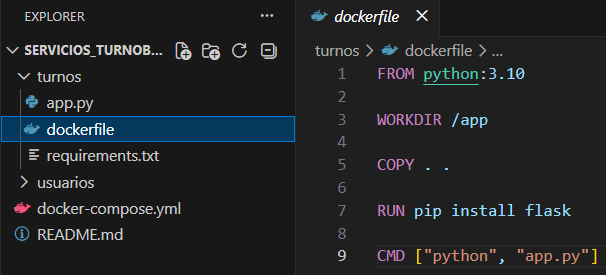 EXPLORER
SERVICIOS_TURNOB...
turnos
app.py
dockerfile
requirements.txt
usuarios
docker-compose.yml
README.md
dockerfile
turnos > dockerfile > ...
1 FROM python:3.10
2
3 WORKDIR /app
4
5 COPY . .
6
7 RUN pip install flask
8
9 CMD ["python", "app.py"]